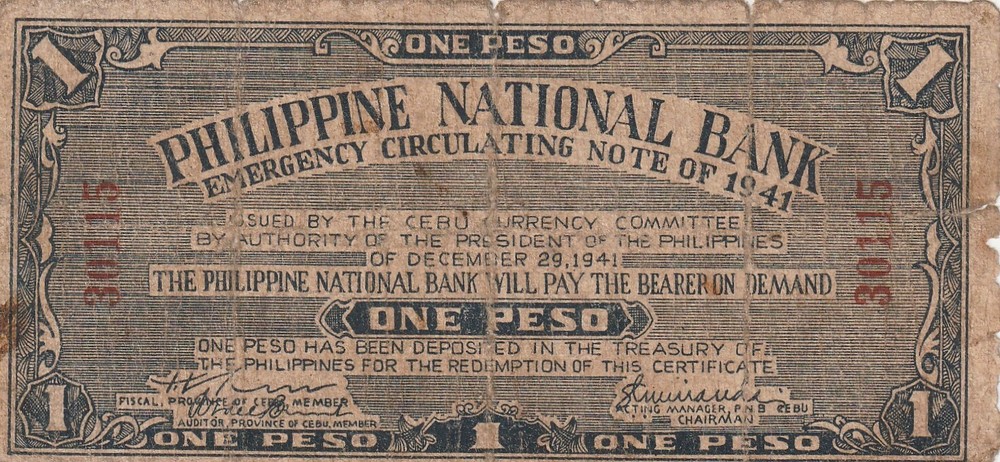 1 ONE PESO 1
PHILIPPINE NATIONAL BANK
EMERGENCY CIRCULATING NOTE OF 1941
ISSUED BY THE CEBU CURRENCY COMMITTEE
BY AUTHORITY OF THE PRESIDENT OF THE PHILIPPINES
OF DECEMBER 29, 1941
THE PHILIPPINE NATIONAL BANK WILL PAY THE BEARER ON DEMAND
30115
30115
ONE PESO
ONE PESO HAS BEEN DEPOSITED IN THE TREASURY OF
THE PHILIPPINES FOR THE REDEMPTION OF THIS CERTIFICATE
FISCAL, PROVINCE OF CEBU, MEMBER
AUDITOR, PROVINCE OF CEBU, MEMBER
ACTING MANAGER, P.N.B CEBU
CHAIRMAN
1 ONE PESO 1 ONE PESO 1